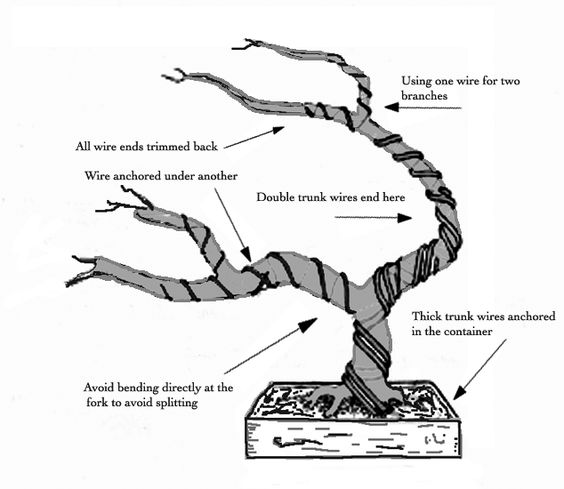 Using one wire for two
branches
All wire ends trimmed back
Wire anchored under another
Double trunk wires end here
Thick trunk wires anchored
in the container
Avoid bending directly at the
fork to avoid splitting